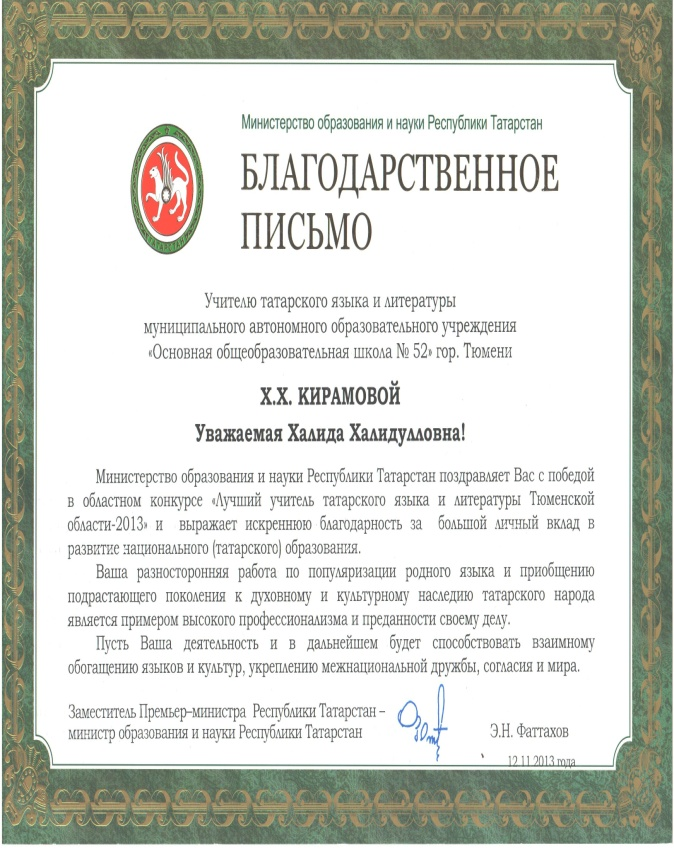 Министерство образования и науки Республики Татарстан
БЛАГОДАРСТВЕННОЕ
ПИСЬМО
ТАТАРСТАН
Учителю татарского языка и литературы
муниципального автономного образовательного учреждения
«Основная общеобразовательная школа № 52» гор. Тюмени
Х.Х. КИРАМОВОЙ
Уважаемая Халида Халидулловна!
Министерство образования и науки Республики Татарстан поздравляет Вас с победой
в областном конкурсе «Лучший учитель татарского языка и литературы Тюменской
области-2013» и выражает искреннюю благодарность за большой личный вклад в
развитие национального (татарского) образования.
Ваша разносторонняя работа по популяризации родного языка и приобщению
подрастающего поколения к духовному и культурному наследию татарского народа
является примером высокого профессионализма и преданности своему делу.
Пусть Ваша деятельность и в дальнейшем будет способствовать взаимному
обогащению языков и культур, укреплению межнациональной дружбы, согласия и мира.
Заместитель Премьер–министра Республики Татарстан –
министр образования и науки Республики Татарстан
Э.Н. Фаттахов
12.11.2013 года